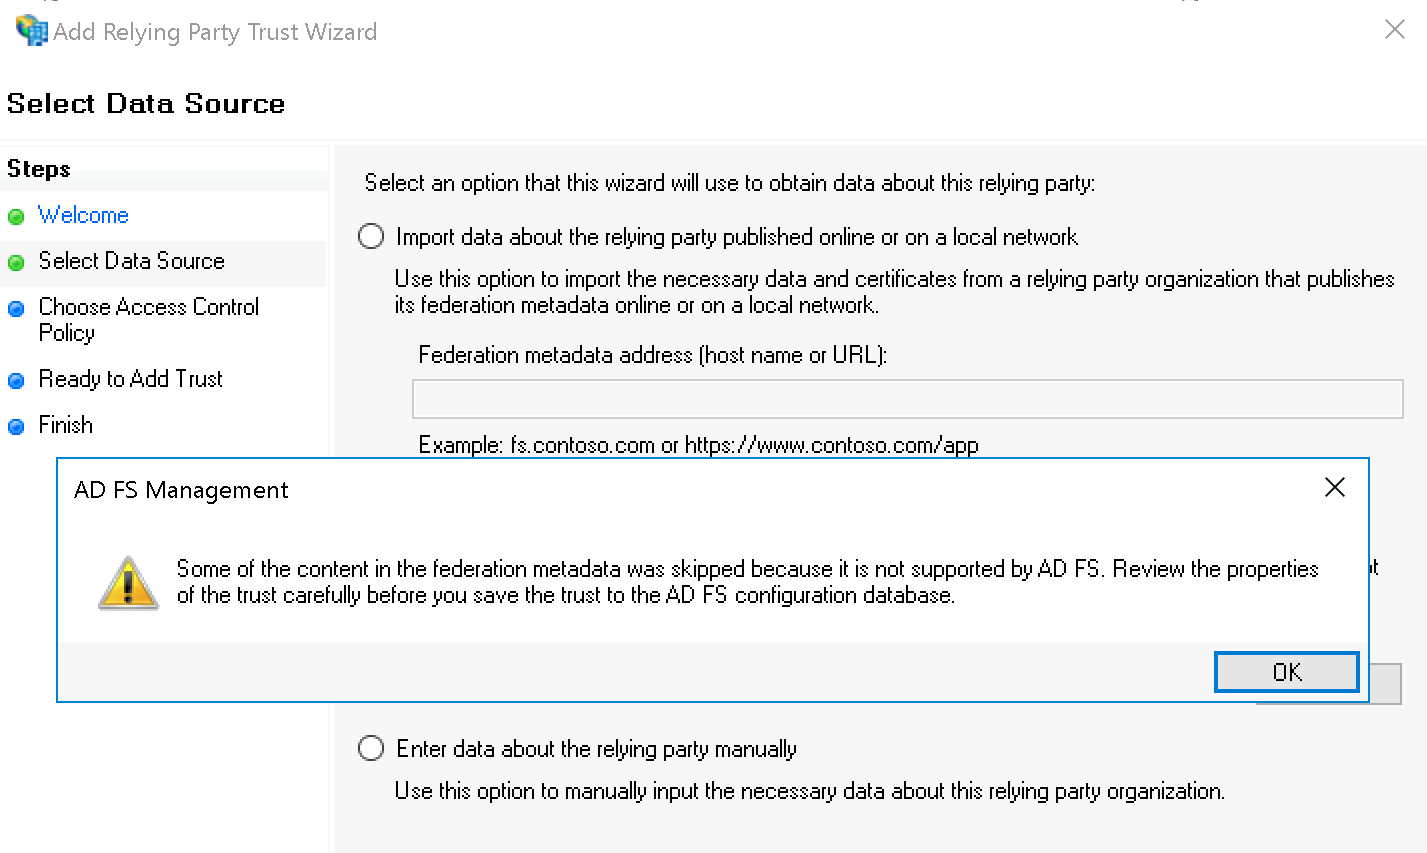 Add Relying Party Trust Wizard
Select Data Source
Steps
Welcome
Select Data Source
Choose Access Control
Policy
Ready to Add Trust
Finish
Select an option that this wizard will use to obtain data about this relying party:
Import data about the relying party published online or on a local network
Use this option to import the necessary data and certificates from a relying party organization that publishes
its federation metadata online or on a local network.
Federation metadata address (host name or URL):
Example: fs.contoso.com or https://www.contoso.com/app
AD FS Management
Some of the content in the federation metadata was skipped because it is not supported by AD FS. Review the properties
of the trust carefully before you save the trust to the AD FS configuration database.
OK
Enter data about the relying party manually
Use this option to manually input the necessary data about this relying party organization.